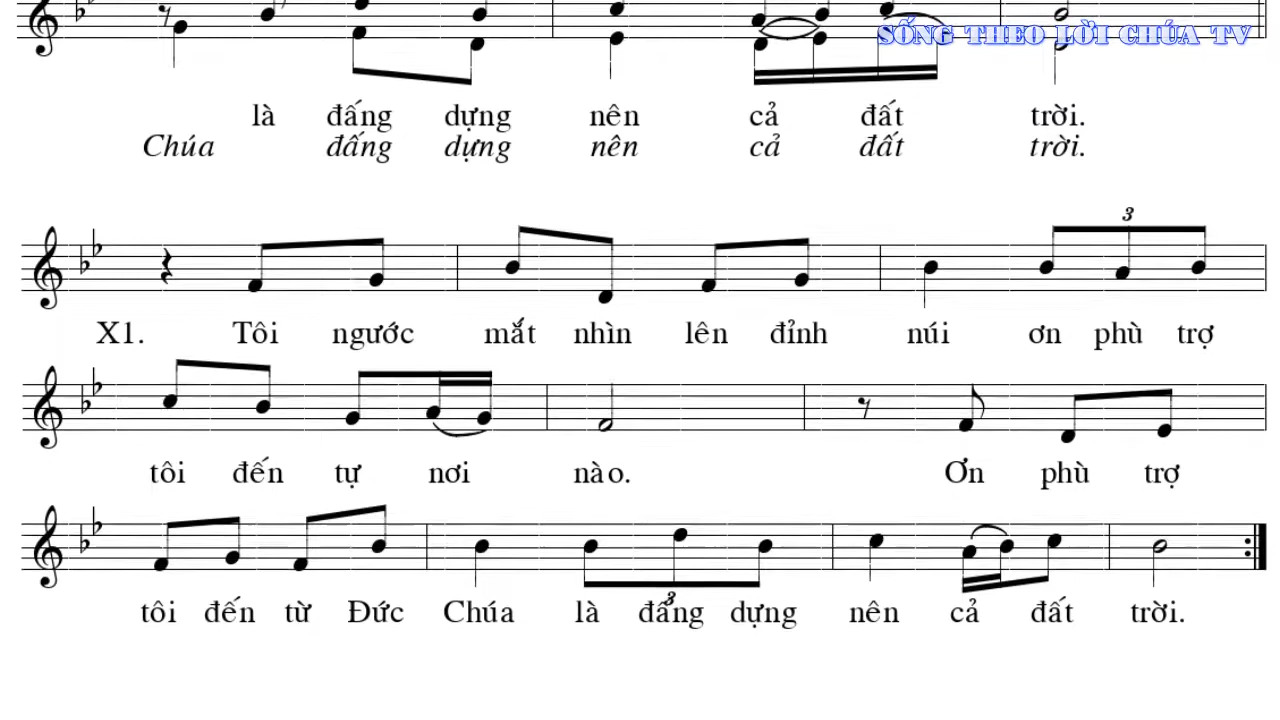 SỐNG THEO LỜI CHÚA TV
là đấng dựng nên cả đất trời.
Chúa đấng dựng nên cả đất trời.
3
X1. Tôi ngước mắt nhìn lên đỉnh núi ơn phù trợ
tôi đến tự nơi nào. Ơn phù trợ
3
tôi đến từ Đức Chúa là đấng dựng nên cả đất trời.